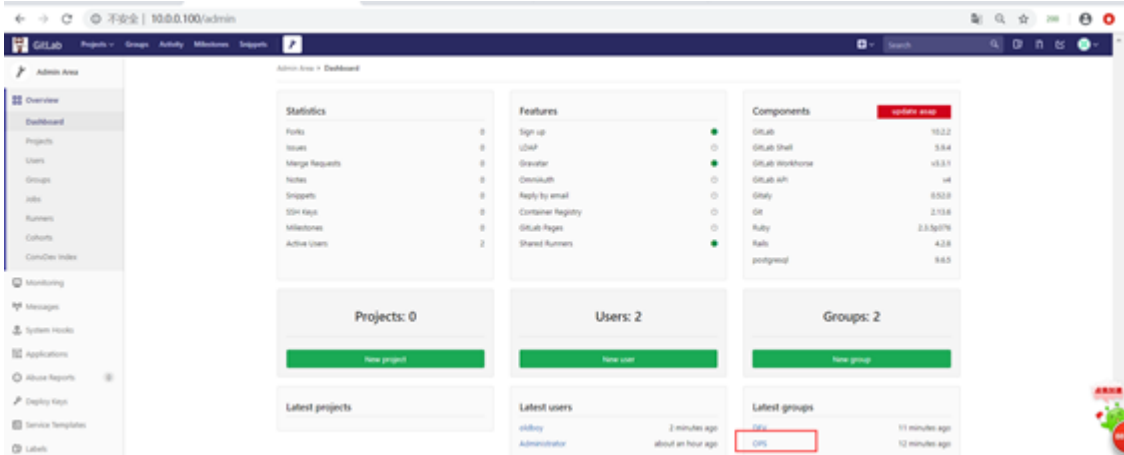 不安全 | 10.0.0.100/admin
GitLab Projects Groups Activity Milestones Snippets Search
Admin Area
Admin Area > Dashboard
Overview
Dashboard
Projects
Users
Groups
Jobs
Runners
Cohorts
ConvDev Index
Monitoring
Messages
System Hooks
Applications
Abuse Reports 0
Deploy Keys
Service Templates
Labels
Statistics
Forks 0
Issues 0
Merge Requests 0
Notes 0
Snippets 0
SSH Keys 0
Milestones 0
Active Users 2
Features
Sign up
LDAP
Gravatar
OmniAuth
Reply by email
Container Registry
GitLab Pages
Shared Runners
Components update asap
GitLab 10.2.2
GitLab Shell 5.9.4
GitLab Workhorse v3.3.1
GitLab API v4
Gitaly 0.52.0
Git 2.13.6
Ruby 2.3.5p376
Rails 4.2.8
postgresql 9.6.5
Projects: 0
New project
Users: 2
New user
Groups: 2
New group
Latest projects
Latest users
oldboy 2 minutes ago
Administrator about an hour ago
Latest groups
DEV 11 minutes ago
OPS 12 minutes ago